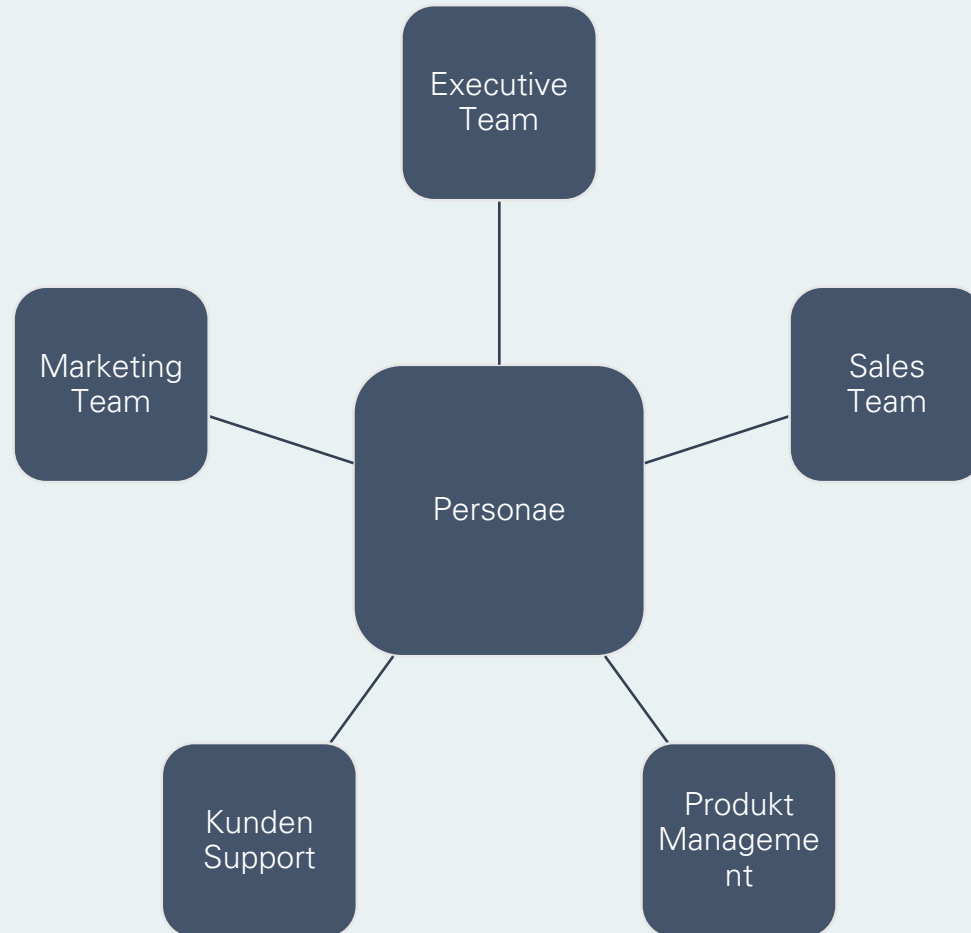 Executive
Team
Marketing
Team
Sales
Team
Personae
Kunden
Support
Produkt
Manageme
nt